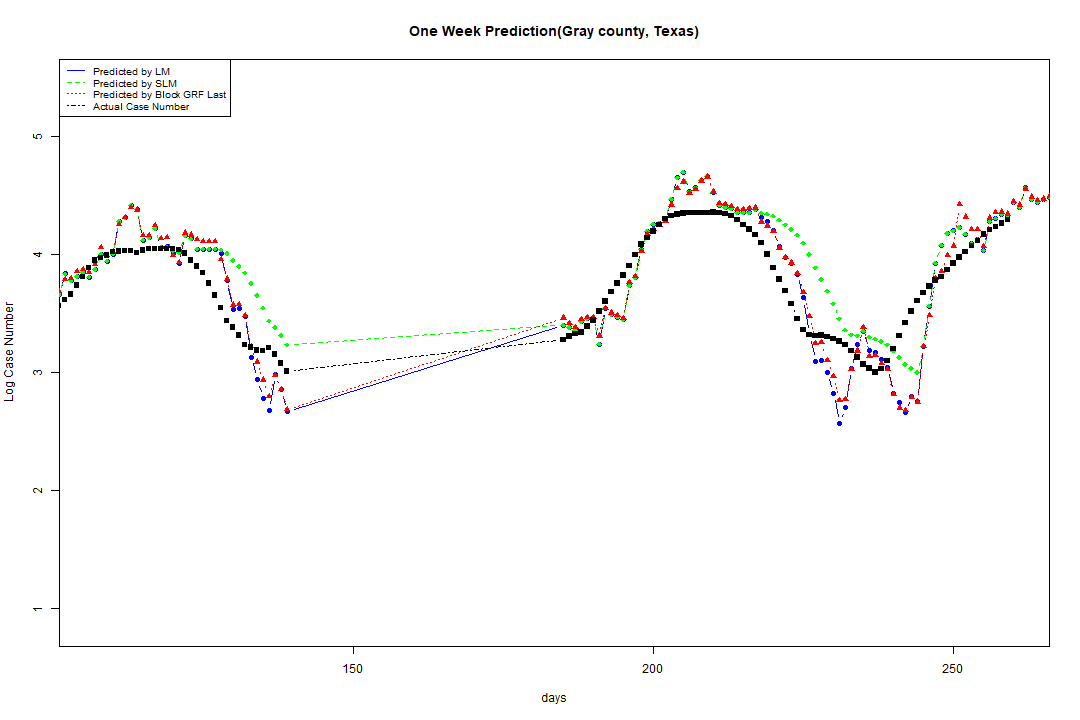 One Week Prediction(Gray county, Texas)
Predicted by LM
Predicted by SLM
Predicted by Block GRF Last
Actual Case Number
5
4
3
2
1
Log Case Number
150 200 250
days